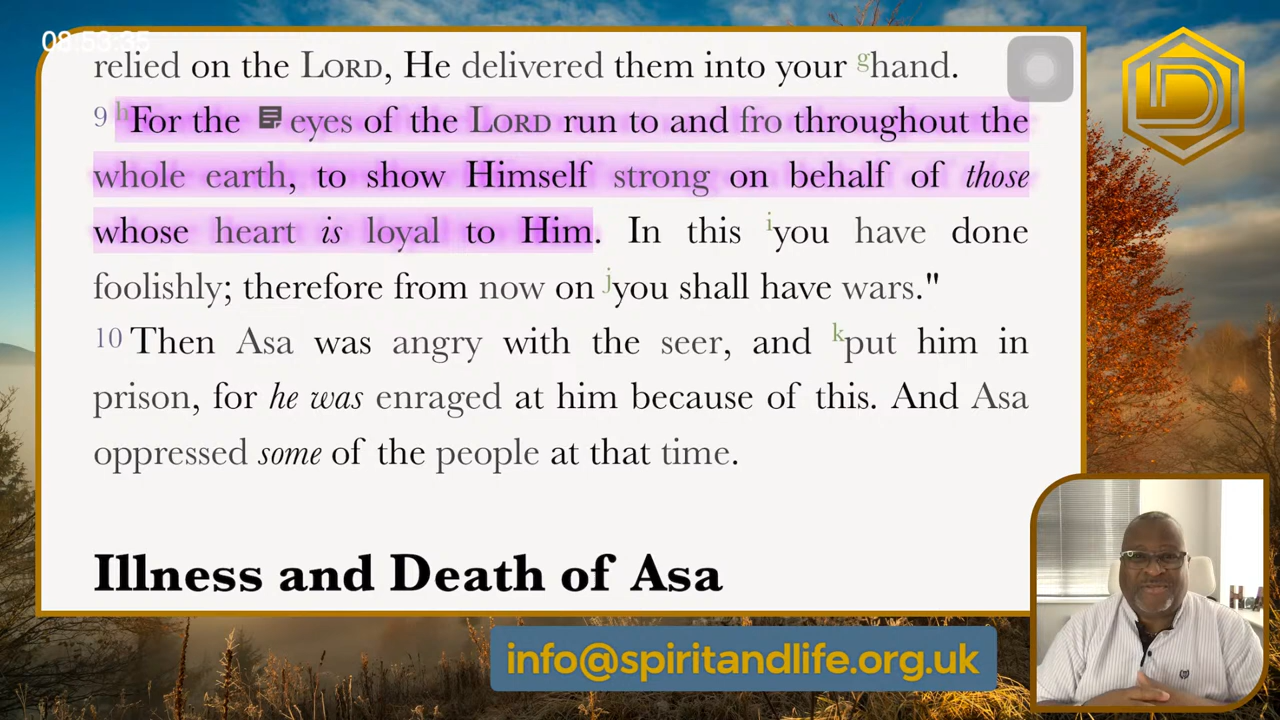 08:53:35
relied on the LORD, He delivered them into your ghand.
9 hFor the eyes of the LORD run to and fro throughout the
whole earth, to show Himself strong on behalf of those
whose heart is loyal to Him. In this iyou have done
foolishly; therefore from now on jyou shall have wars."
10 Then Asa was angry with the seer, and kput him in
prison, for he was enraged at him because of this. And Asa
oppressed some of the people at that time.
Illness and Death of Asa
info@spiritandlife.org.uk